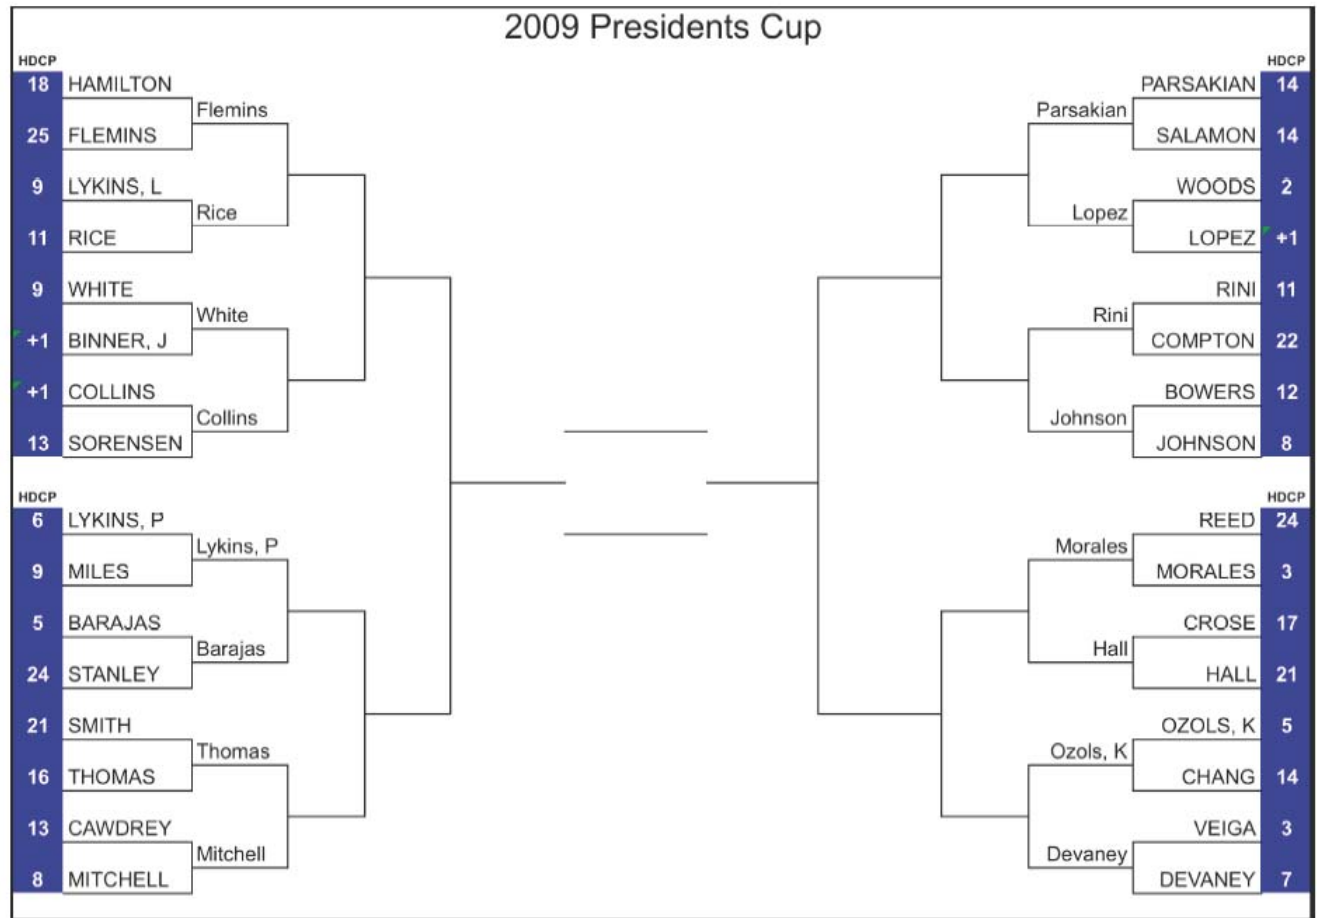 2009 Presidents Cup
HDCP
18 HAMILTON
Flemins
25 FLEMINS
9 LYKINS, L
Rice
11 RICE
9 WHITE
White
+1 BINNER, J
+1 COLLINS
Collins
13 SORENSEN
HDCP
6 LYKINS, P
Lykins, P
9 MILES
5 BARAJAS
Barajas
24 STANLEY
21 SMITH
Thomas
16 THOMAS
13 CAWDREY
Mitchell
8 MITCHELL
HDCP
PARSAKIAN 14
Parsakian
SALAMON 14
WOODS 2
Lopez
LOPEZ +1
RINI 11
Rini
COMPTON 22
BOWERS 12
Johnson
JOHNSON 8
HDCP
REED 24
Morales
MORALES 3
CROSE 17
Hall
HALL 21
OZOLS, K 5
Ozols, K
CHANG 14
VEIGA 3
Devaney
DEVANEY 7